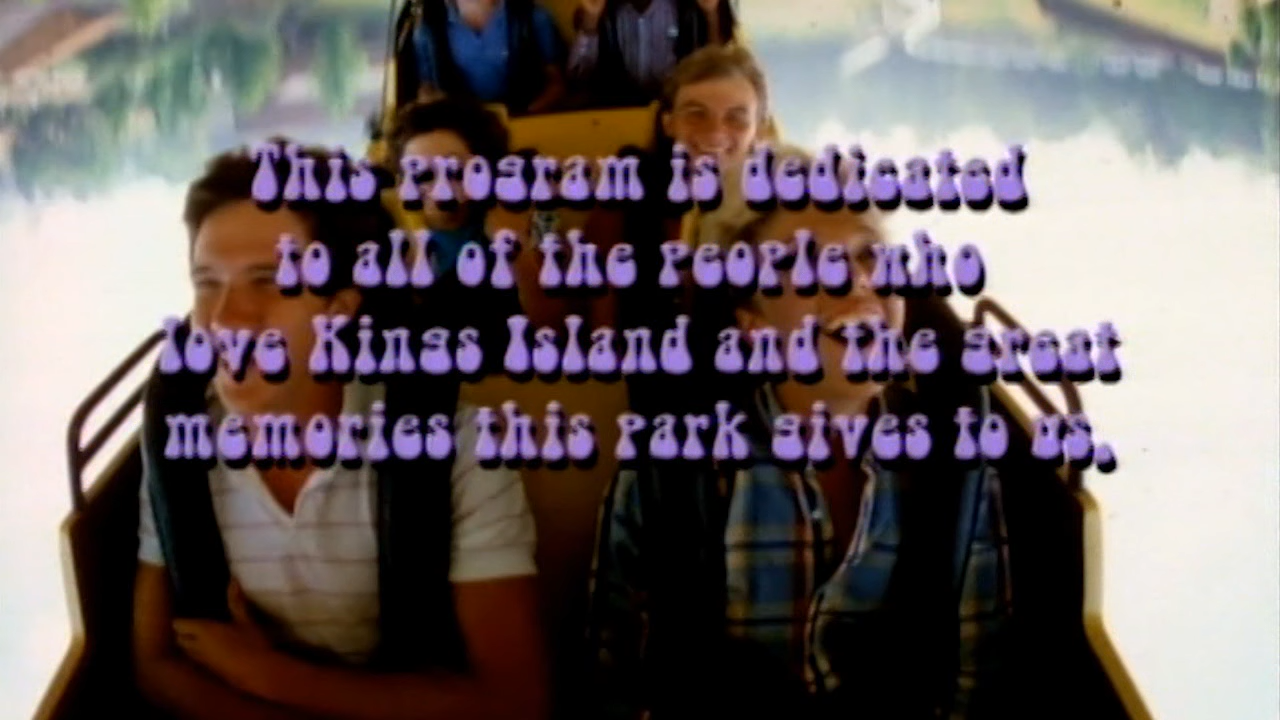 This program is dedicated
to all of the people who
love Kings Island and the great
memories this park gives to us.